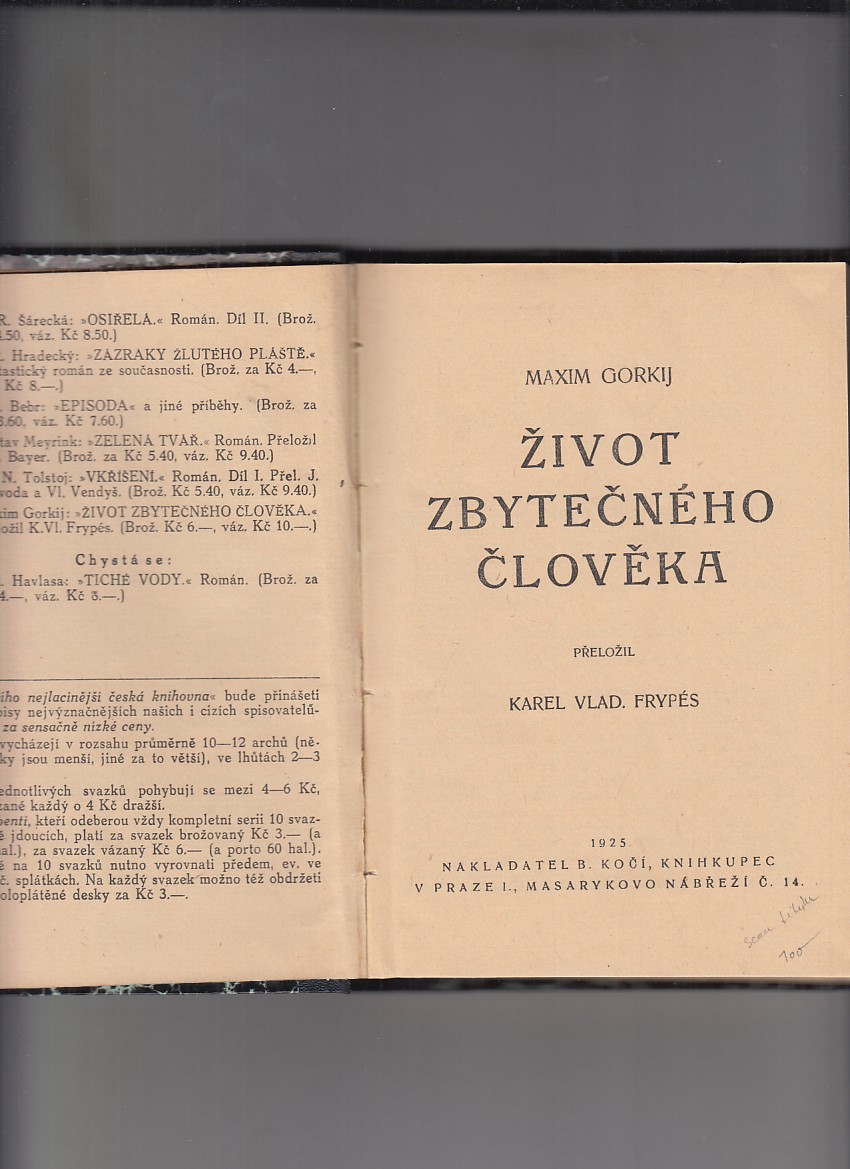 R. Šárecká: »OSIŘELA.« Román. Díl II. (Brož.
.50, váz. Kč 8.50.)
. Hradecký: »ZÁZRAKY ŽLUTÉHO PLÁŠTĚ.«
tastický román ze současnosti. (Brož. za Kč 4.—,
Kč 8.—.)
. Bebr: »EPISODA« a jiné příběhy. (Brož. za
3.60, váz. Kč 7.60.)
tav Meyrink: »ZELENÁ TVÁŘ.« Román. Přeložil
. Bayer. (Brož. za Kč 5.40, váz. Kč 9.40.)
N. Tolstoj: »VKŘÍŠENÍ.« Román. Díl I. Přel. J.
voda a Vl. Vendyš. (Brož. Kč 5.40, váz. Kč 9.40.)
xim Gorkij: »ŽIVOT ZBYTEČNÉHO ČLOVĚKA.«
ložil K.Vl. Frypés. (Brož. Kč 6.—, váz. Kč 10.—.)
Chystá se:
. Havlasa: »TICHÉ VODY.« Román. (Brož. za
4.—, váz. Kč 3.—.)
iho nejlacinější česká knihovna« bude přinášeti
pisy nejvýznačnějších našich i cizích spisovatelů-
za sensačně nízké ceny.
vycházejí v rozsahu průměrně 10—12 archů (ně-
ky jsou menší, jiné za to větší), ve lhůtách 2—3
ednotlivých svazků pohybují se mezi 4—6 Kč,
zané každý o 4 Kč dražší.
enti, kteří odeberou vždy kompletní serii 10 svaz-
ě jdoucích, platí za svazek brožovaný Kč 3.— (a
al.), za svazek vázaný Kč 6.— (a porto 60 hal.).
é na 10 svazků nutno vyrovnati předem, ev. ve
č. splátkách. Na každý svazek možno též obdržeti
oloplátěné desky za Kč 3.—.
MAXIM GORKIJ
ŽIVOT
ZBYTEČNÉHO
ČLOVĚKA
PŘELOŽIL
KAREL VLAD. FRYPÉS
1925
NAKLADATEL B. KOČÍ, KNIHKUPEC
V PRAZE I., MASARYKOVO NÁBŘEŽÍ Č. 14.
scan
100